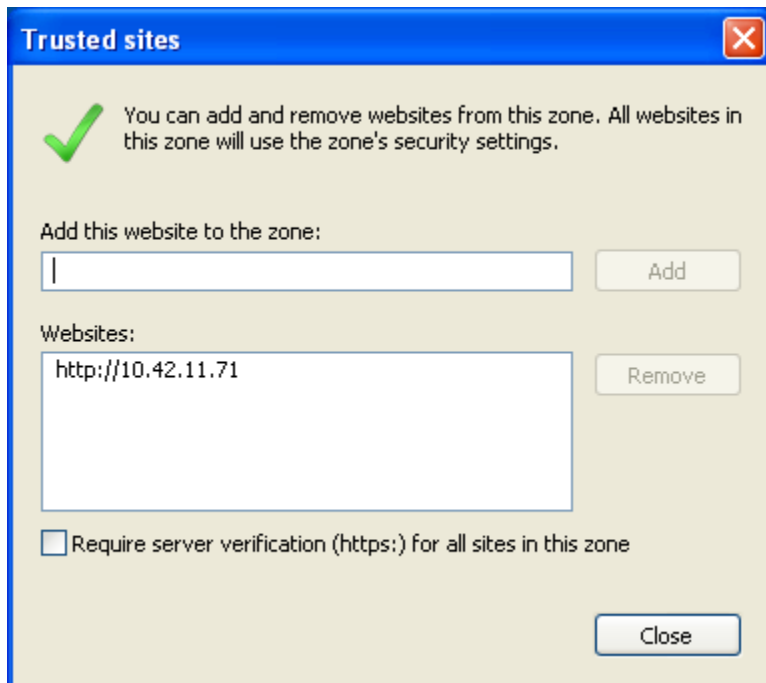 Trusted sites
You can add and remove websites from this zone. All websites in
this zone will use the zone's security settings.
Add this website to the zone:
Add
Websites:
http://10.42.11.71
Remove
Require server verification (https:) for all sites in this zone
Close